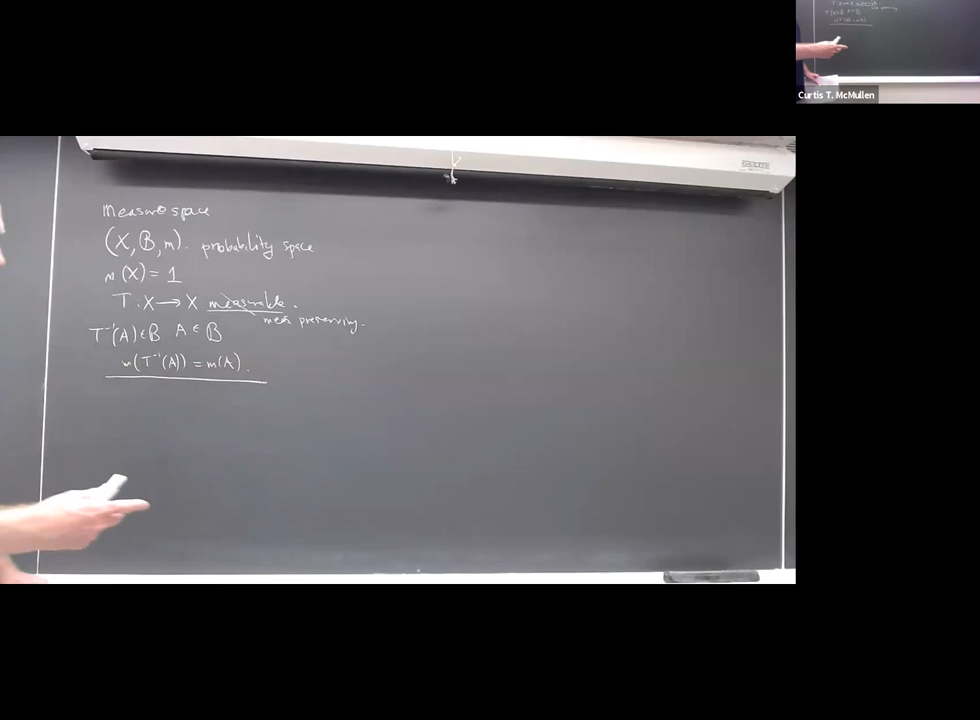 Measure space
(X, B, m). probability space
m(X) = 1
T : X → X measurable.
meas preserving.
T⁻¹(A) ∈ B A ∈ B
m(T⁻¹(A)) = m(A).
Curtis T. McMullen